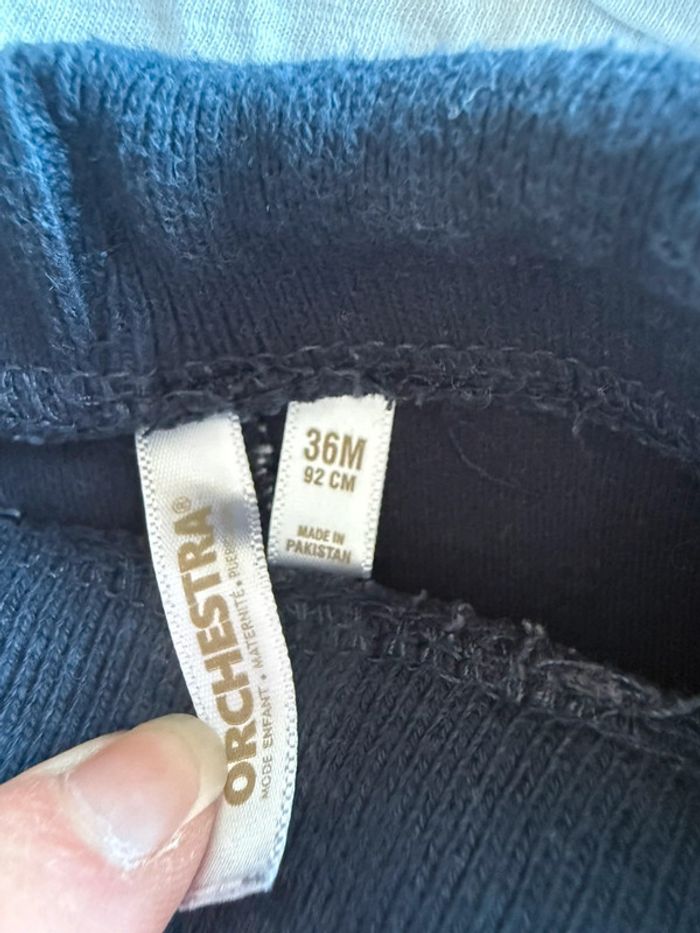 ORCHESTRA®
MODE ENFANT • MATERNITÉ •
36M
92 CM
MADE IN
PAKISTAN